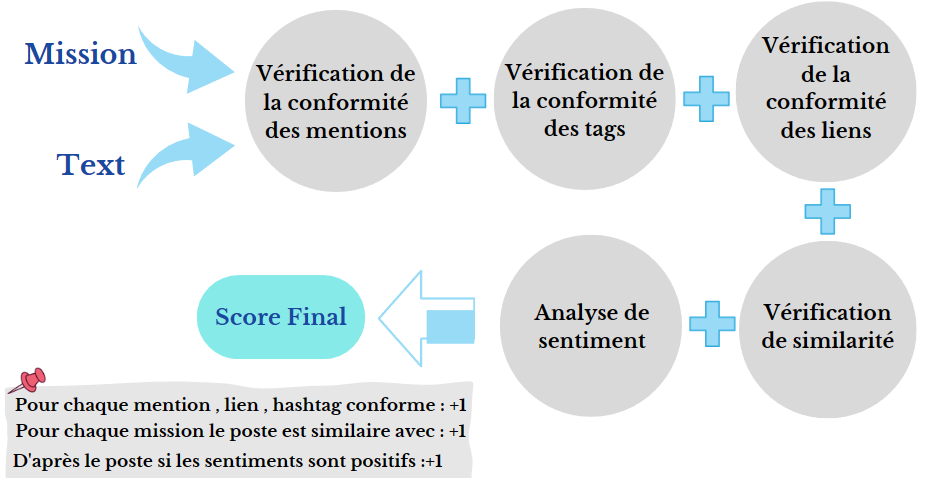 Mission
Text
Vérification de
la conformité
des mentions
Vérification de
la conformité
des tags
Vérification
de la
conformité
des liens
Vérification
de similarité
Analyse de
sentiment
Score Final
Pour chaque mention , lien , hashtag conforme : +1
Pour chaque mission le poste est similaire avec : +1
D'après le poste si les sentiments sont positifs :+1